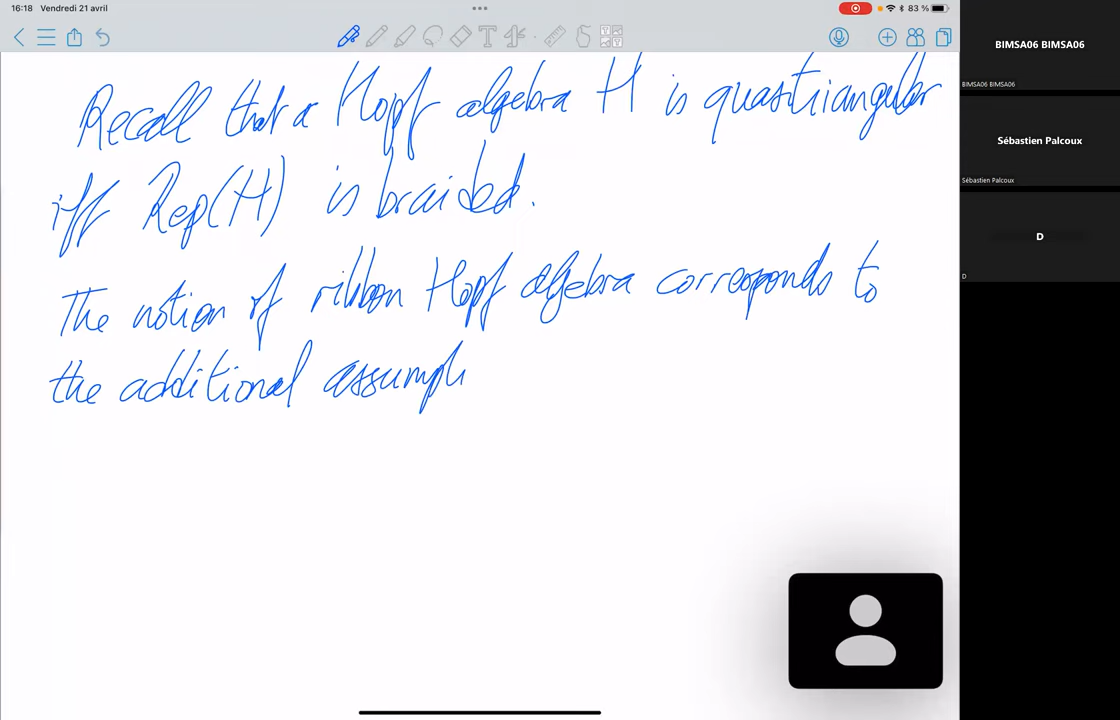 16:18 Vendredi 21 avril
83 %
BIMSA06 BIMSA06
BIMSA06 BIMSA06
Sébastien Palcoux
Sébastien Palcoux
D
D
Recall that a Hopf algebra H is quasitriangular
iff Rep(H) is braided.
The notion of ribbon Hopf algebra corresponds to
the additional assumpti